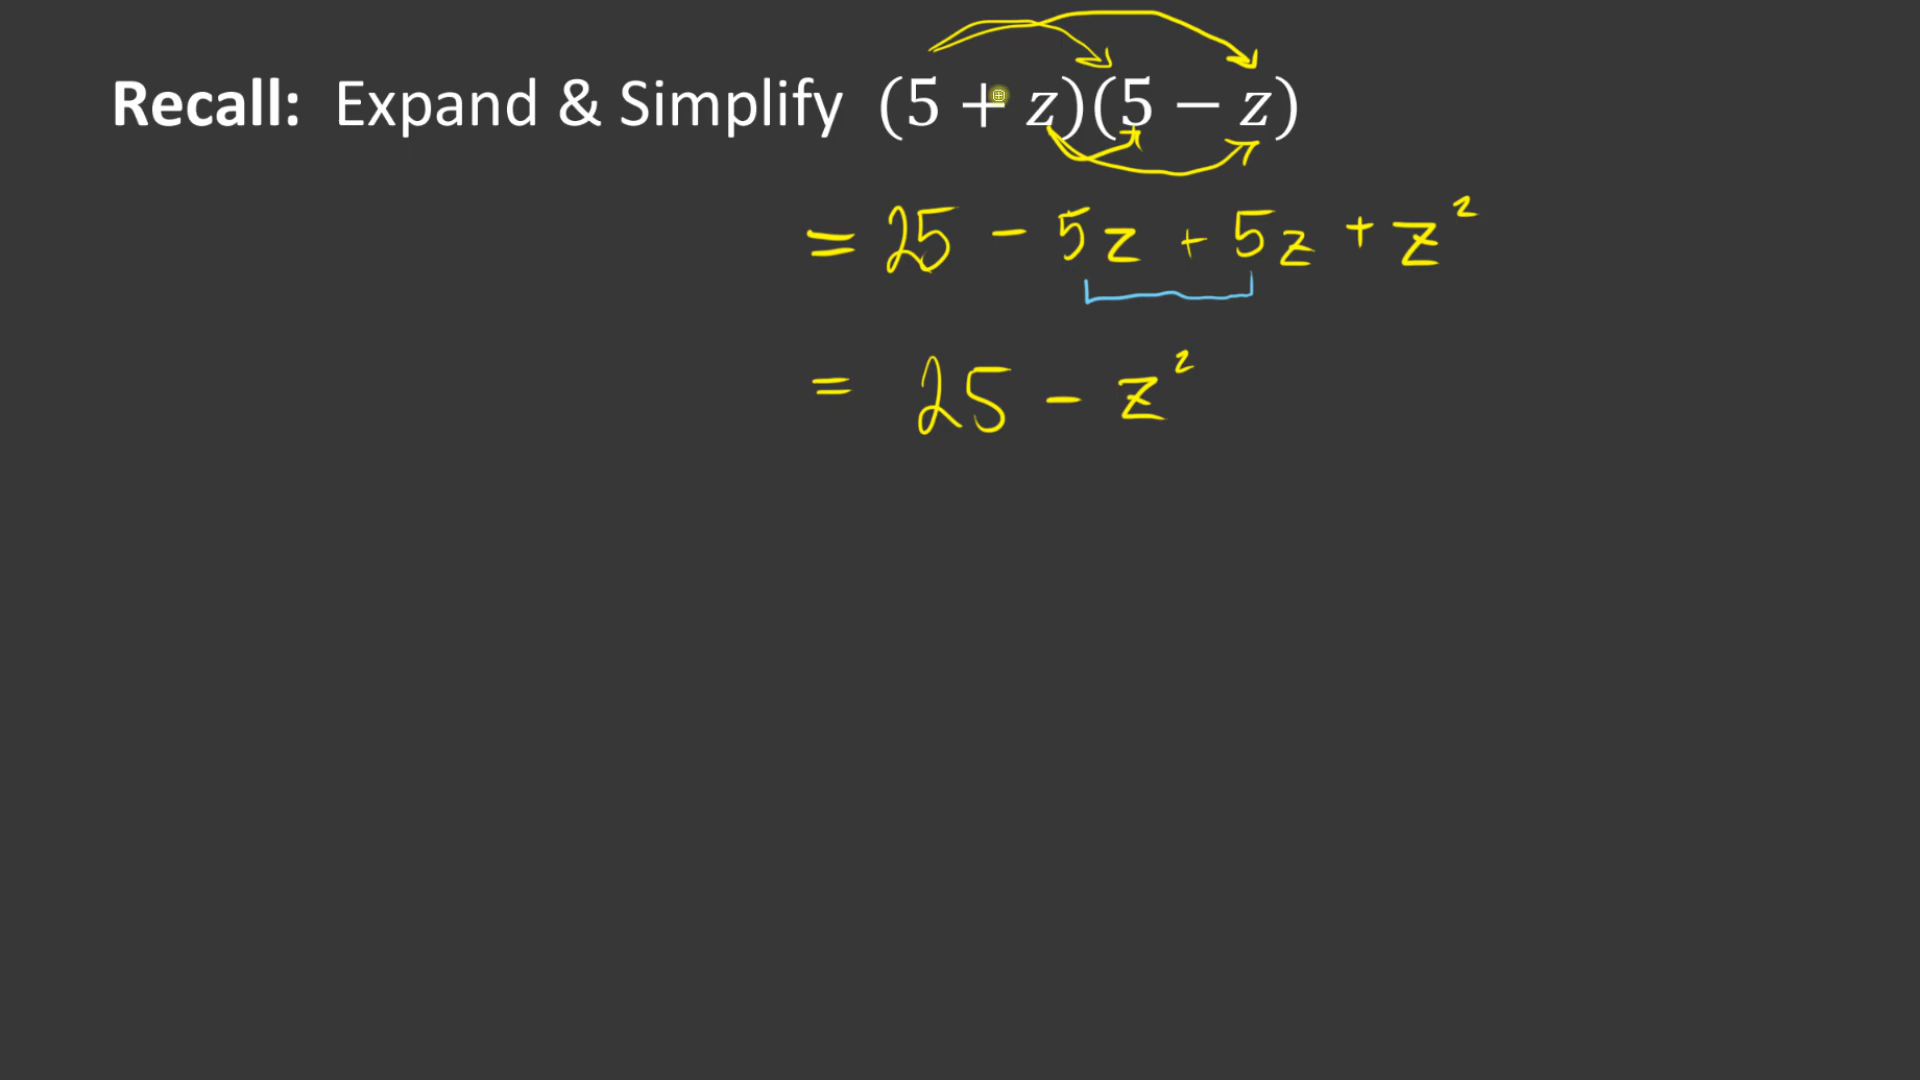 Recall: Expand & Simplify (5 + z)(5 − z)
= 25 − 5z + 5z + z²
= 25 − z²